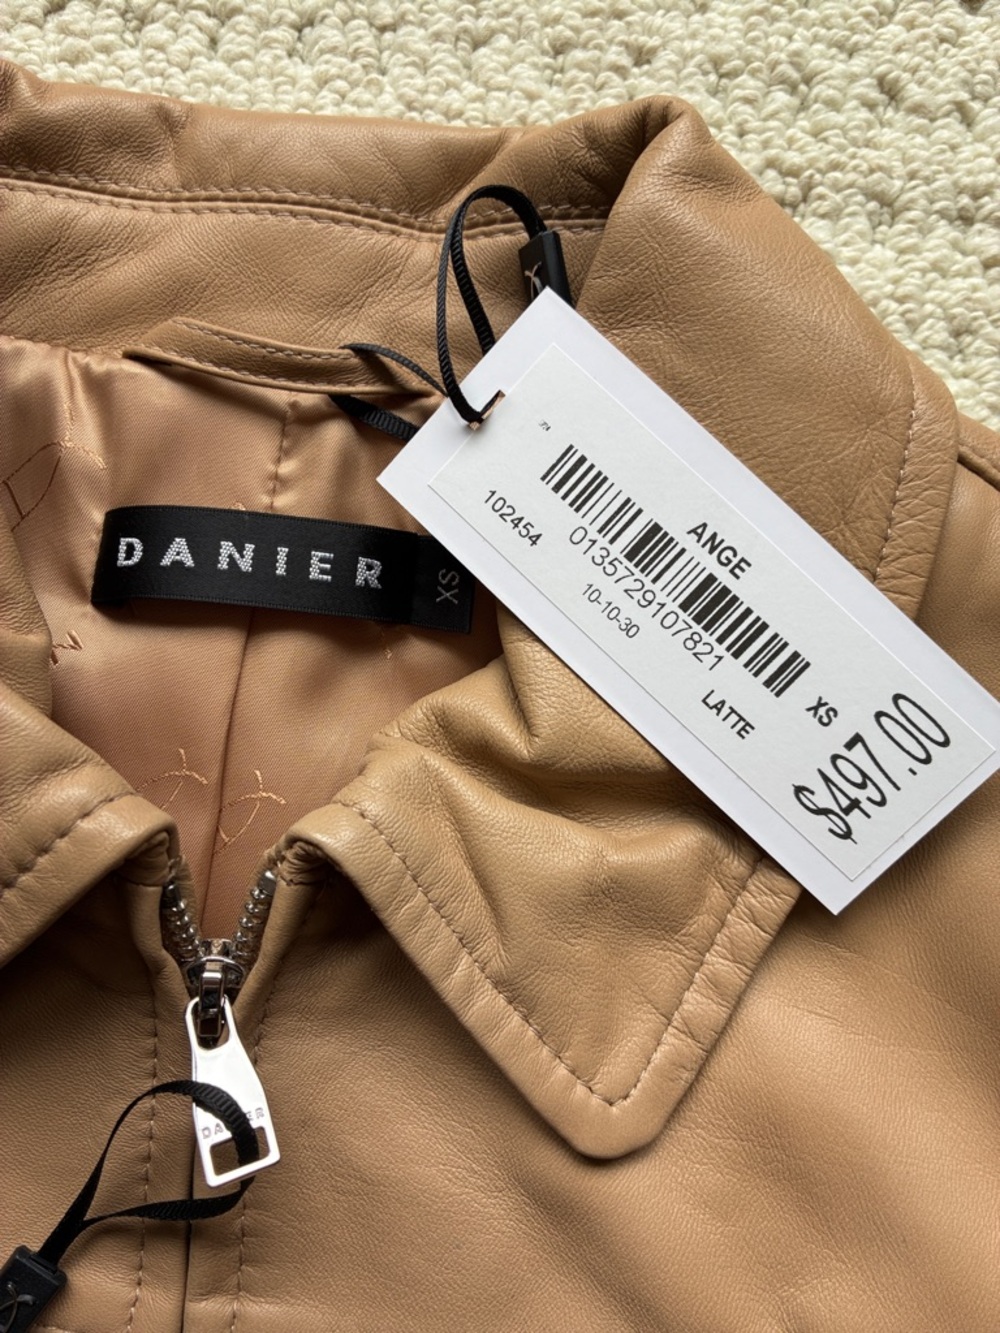 DANIER
XS
ANGE
0135729107821
102454
10-10-30
LATTE
XS
$497.00